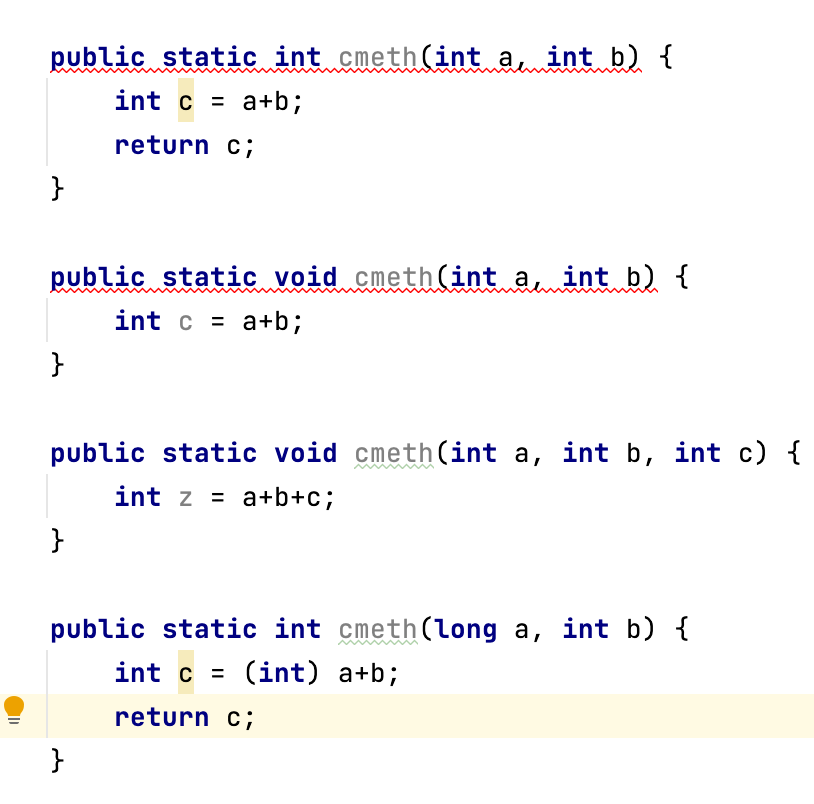 public static int cmeth(int a, int b) {
    int c = a+b;
    return c;
}
public static void cmeth(int a, int b) {
    int c = a+b;
}
public static void cmeth(int a, int b, int c) {
    int z = a+b+c;
}
public static int cmeth(long a, int b) {
    int c = (int) a+b;
    return c;
}